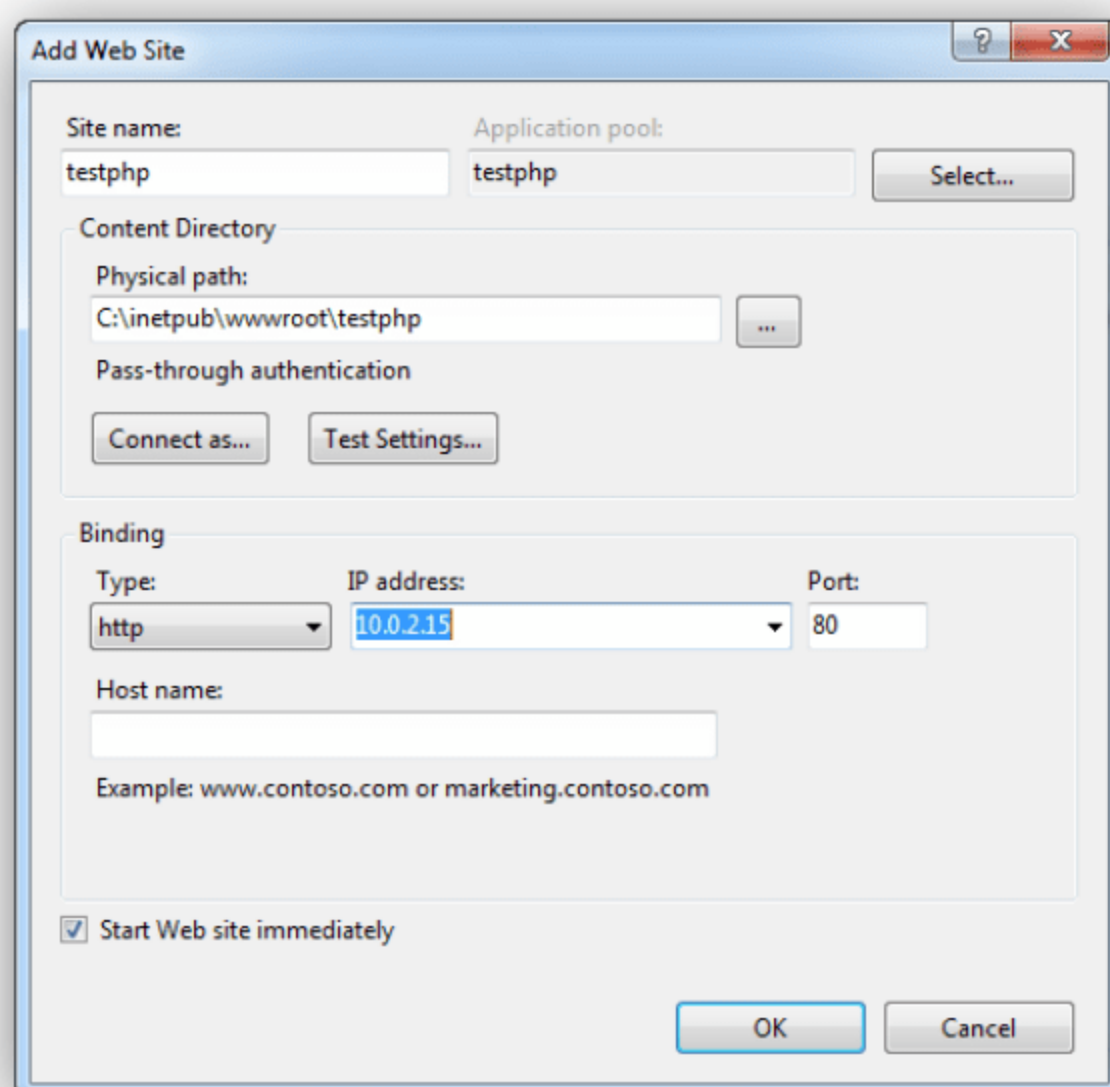 Add Web Site
Site name:
Application pool:
testphp
testphp
Select...
Content Directory
Physical path:
C:\inetpub\wwwroot\testphp
...
Pass-through authentication
Connect as...
Test Settings...
Binding
Type:
IP address:
Port:
http
10.0.2.15
80
Host name:
Example: www.contoso.com or marketing.contoso.com
Start Web site immediately
OK
Cancel